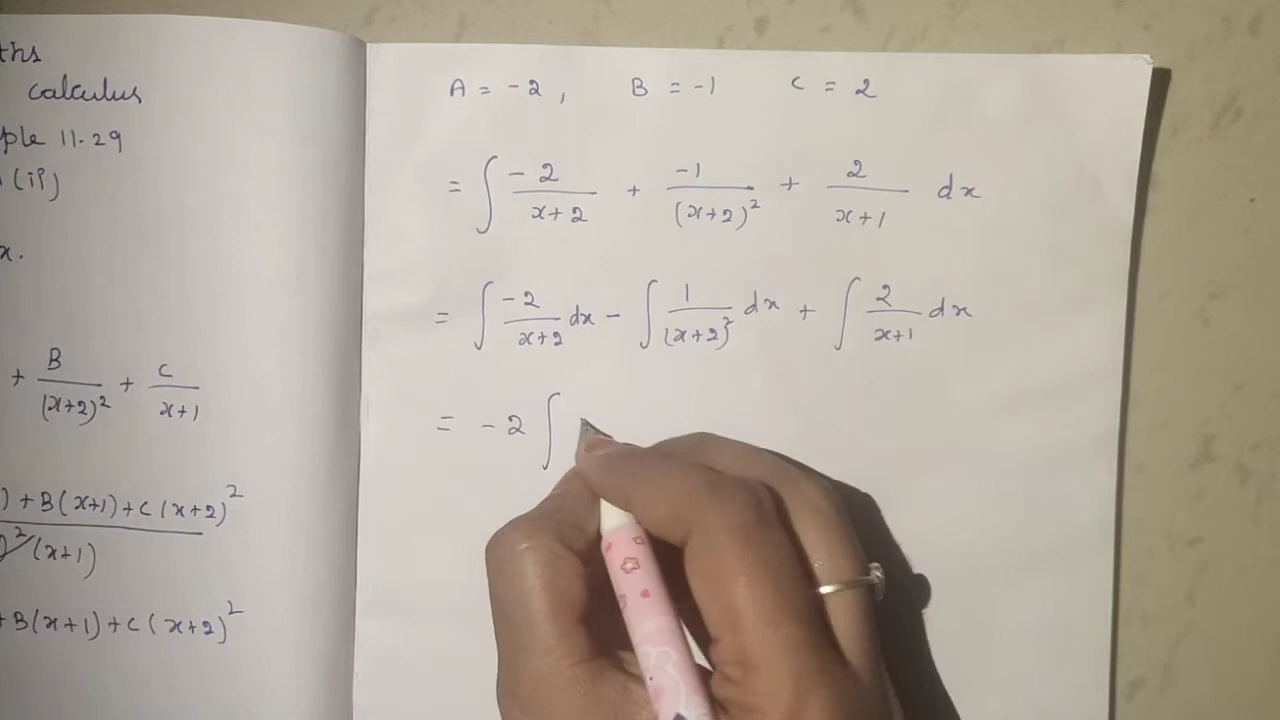 ths
calculus
ple 11.29
(ii)
x.
+ B/(x+2)² + C/x+1
) + B(x+1) + C(x+2)²
² (x+1)
+ B(x+1) + C(x+2)²
A = -2, B = -1 C = 2
= ∫ -2/x+2 + -1/(x+2)² + 2/x+1 dx
= ∫ -2/x+2 dx - ∫ 1/(x+2)² dx + ∫ 2/x+1 dx
= -2 ∫